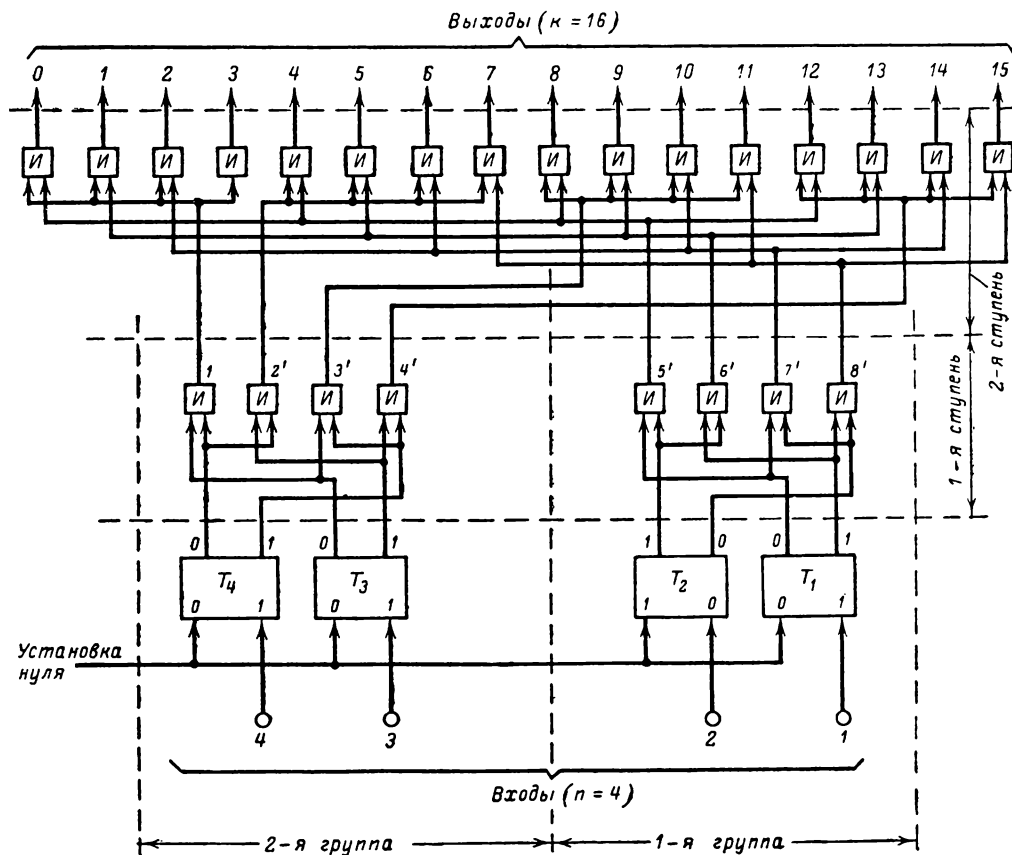 Выходы (к = 16)
0 1 2 3 4 5 6 7 8 9 10 11 12 13 14 15
И И И И И И И И И И И И И И И И
2-я ступень
1 2' 3' 4' 5' 6' 7' 8'
И И И И И И И И
1-я ступень
0 1 0 1 1 0 0 1
T4 T3 T2 T1
0 1 0 1 1 0 0 1
Установка
нуля
4 3 2 1
Входы (n = 4)
2-я группа 1-я группа